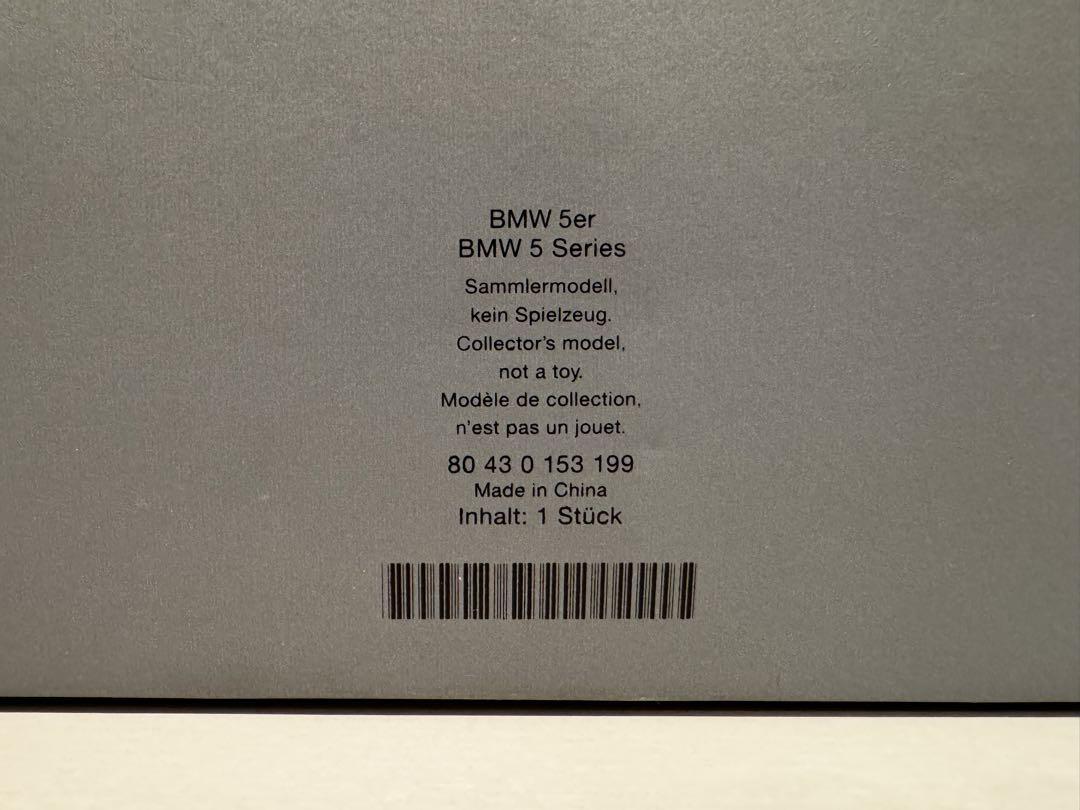 BMW 5er
BMW 5 Series
Sammlermodell,
kein Spielzeug.
Collector's model,
not a toy.
Modèle de collection,
n'est pas un jouet.
80 43 0 153 199
Made in China
Inhalt: 1 Stück